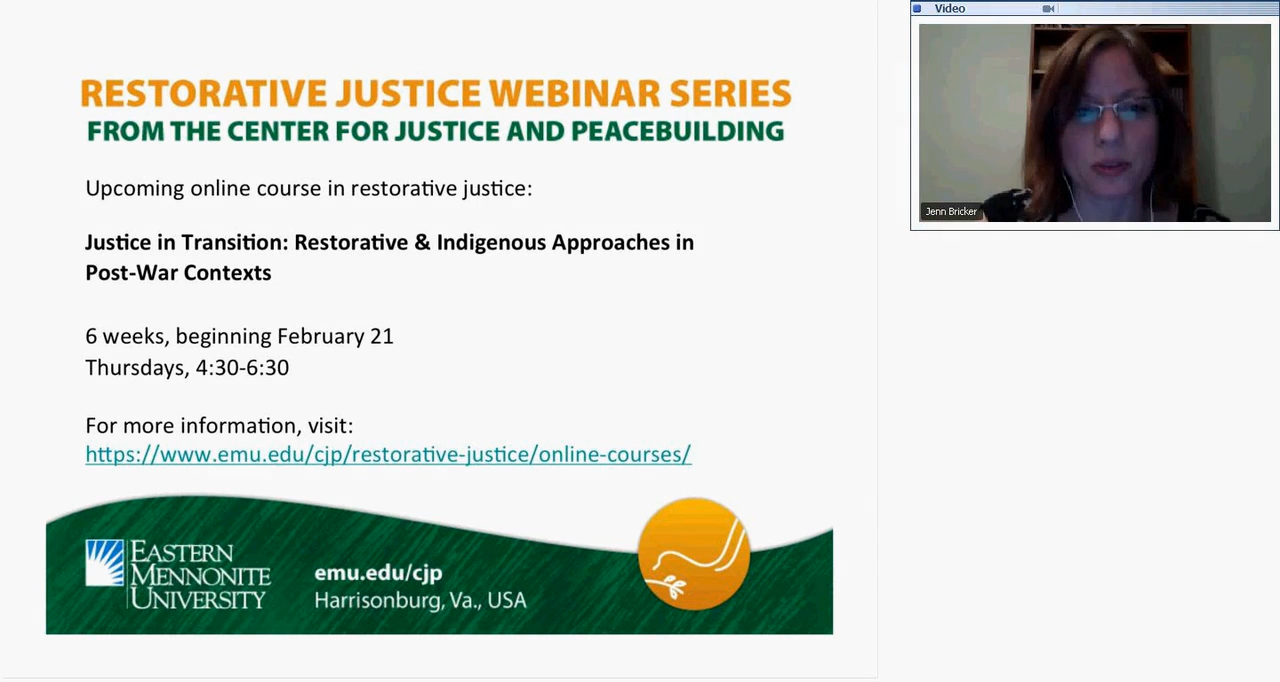 RESTORATIVE JUSTICE WEBINAR SERIES
FROM THE CENTER FOR JUSTICE AND PEACEBUILDING
Upcoming online course in restorative justice:
Justice in Transition: Restorative & Indigenous Approaches in
Post-War Contexts
6 weeks, beginning February 21
Thursdays, 4:30-6:30
For more information, visit:
https://www.emu.edu/cjp/restorative-justice/online-courses/
EASTERN
MENNONITE
UNIVERSITY
emu.edu/cjp
Harrisonburg, Va., USA
Video
Jenn Bricker